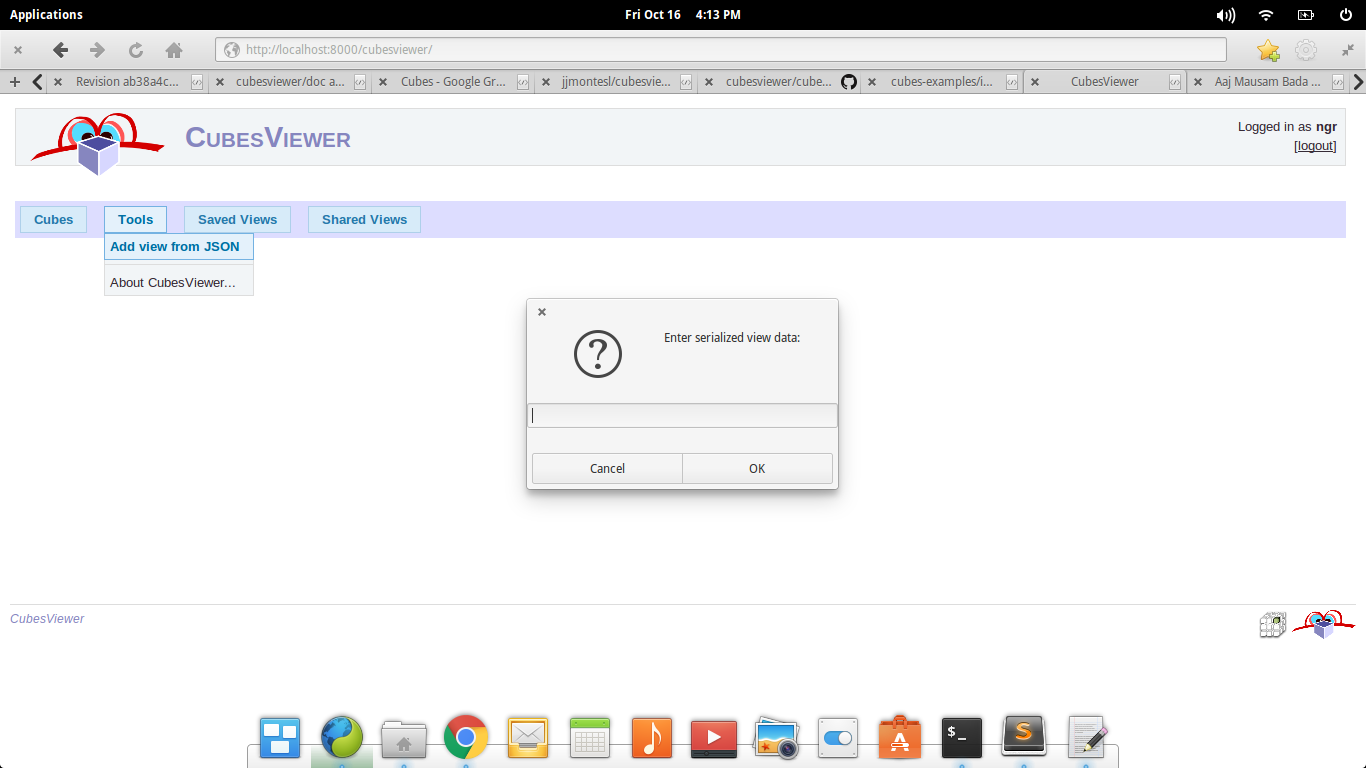 Applications
Fri Oct 16 4:13 PM
http://localhost:8000/cubesviewer/
Revision ab38a4c...
cubesviewer/doc a...
Cubes - Google Gr...
jjmontesl/cubesvie...
cubesviewer/cube...
cubes-examples/i...
CubesViewer
Aaj Mausam Bada ...
CubesViewer
Logged in as ngr
[logout]
Cubes
Tools
Saved Views
Shared Views
Add view from JSON
About CubesViewer...
Enter serialized view data:
Cancel
OK
CubesViewer
$_